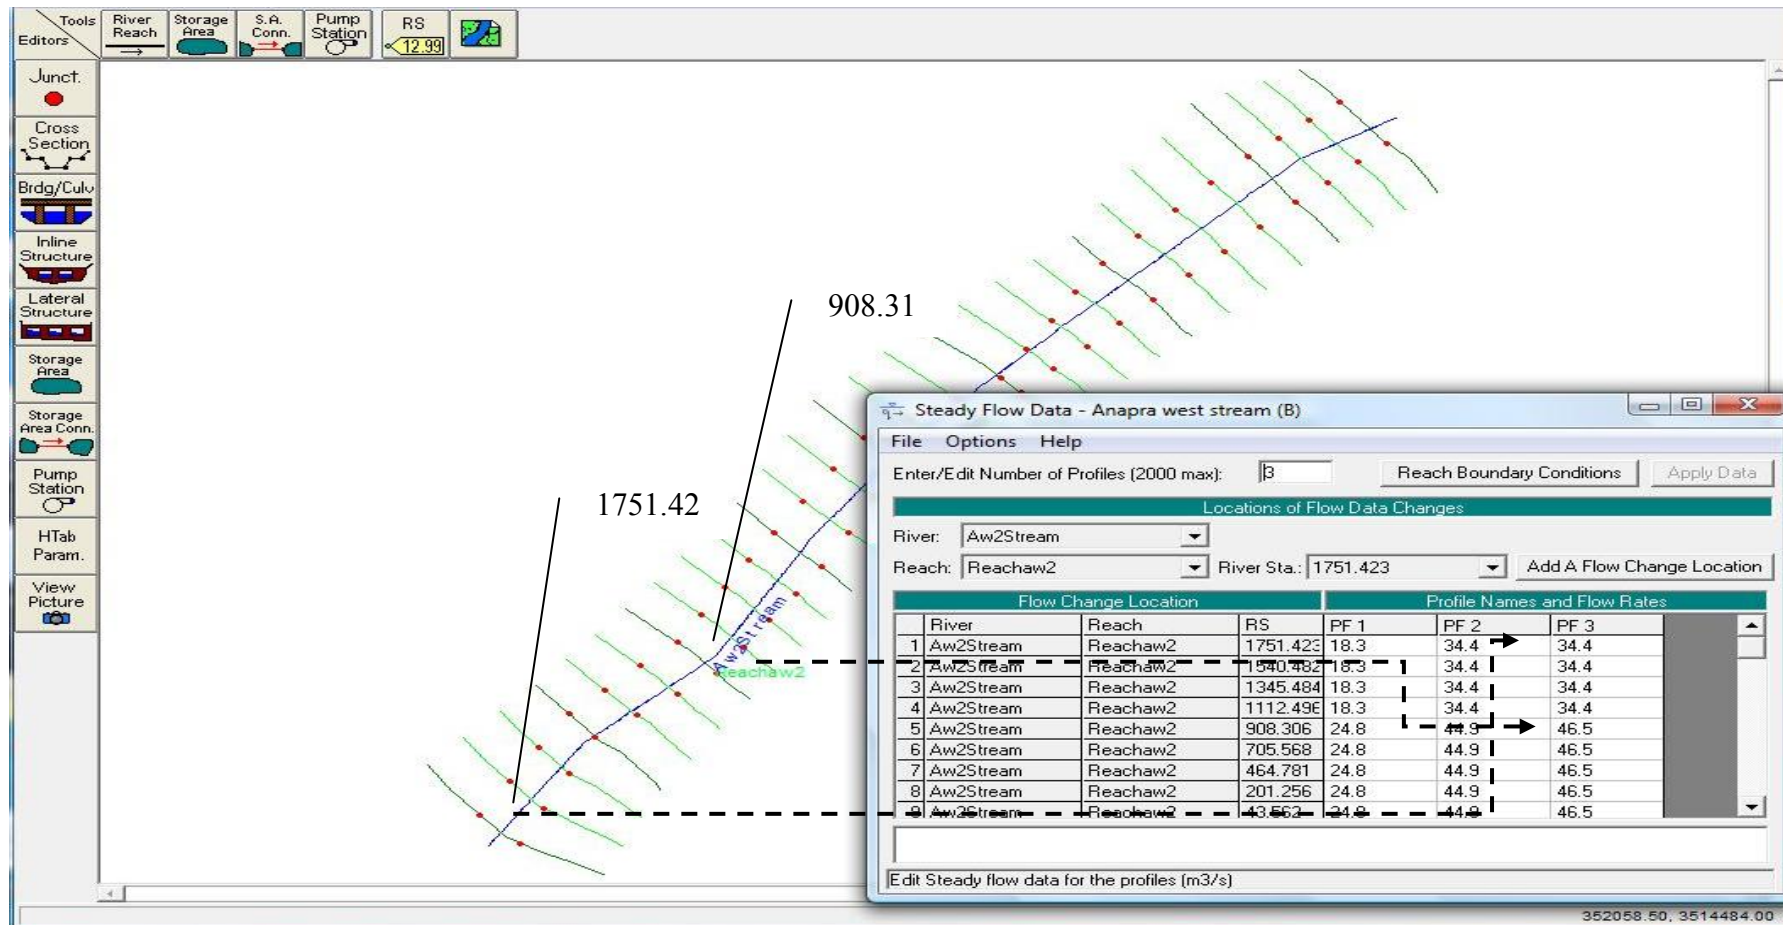 Tools
Editors
River Reach
Storage Area
S.A. Conn.
Pump Station
RS
12.99
Junct.
Cross Section
Brdg/Culv
Inline Structure
Lateral Structure
Storage Area
Storage Area Conn.
Pump Station
HTab Param.
View Picture
908.31
1751.42
Aw2Stream
Reachaw2
Steady Flow Data - Anapra west stream (B)
File Options Help
Enter/Edit Number of Profiles (2000 max): 3 Reach Boundary Conditions Apply Data
Locations of Flow Data Changes
River: Aw2Stream
Reach: Reachaw2 River Sta.: 1751.423 Add A Flow Change Location
Flow Change Location Profile Names and Flow Rates
River Reach RS PF 1 PF 2 PF 3
1 Aw2Stream Reachaw2 1751.423 18.3 34.4 34.4
2 Aw2Stream Reachaw2 1540.482 18.3 34.4 34.4
3 Aw2Stream Reachaw2 1345.484 18.3 34.4 34.4
4 Aw2Stream Reachaw2 1112.496 18.3 34.4 34.4
5 Aw2Stream Reachaw2 908.306 24.8 44.9 46.5
6 Aw2Stream Reachaw2 705.568 24.8 44.9 46.5
7 Aw2Stream Reachaw2 464.781 24.8 44.9 46.5
8 Aw2Stream Reachaw2 201.256 24.8 44.9 46.5
9 Aw2Stream Reachaw2 43.562 24.8 44.9 46.5
Edit Steady flow data for the profiles (m3/s)
352058.50, 3514484.00